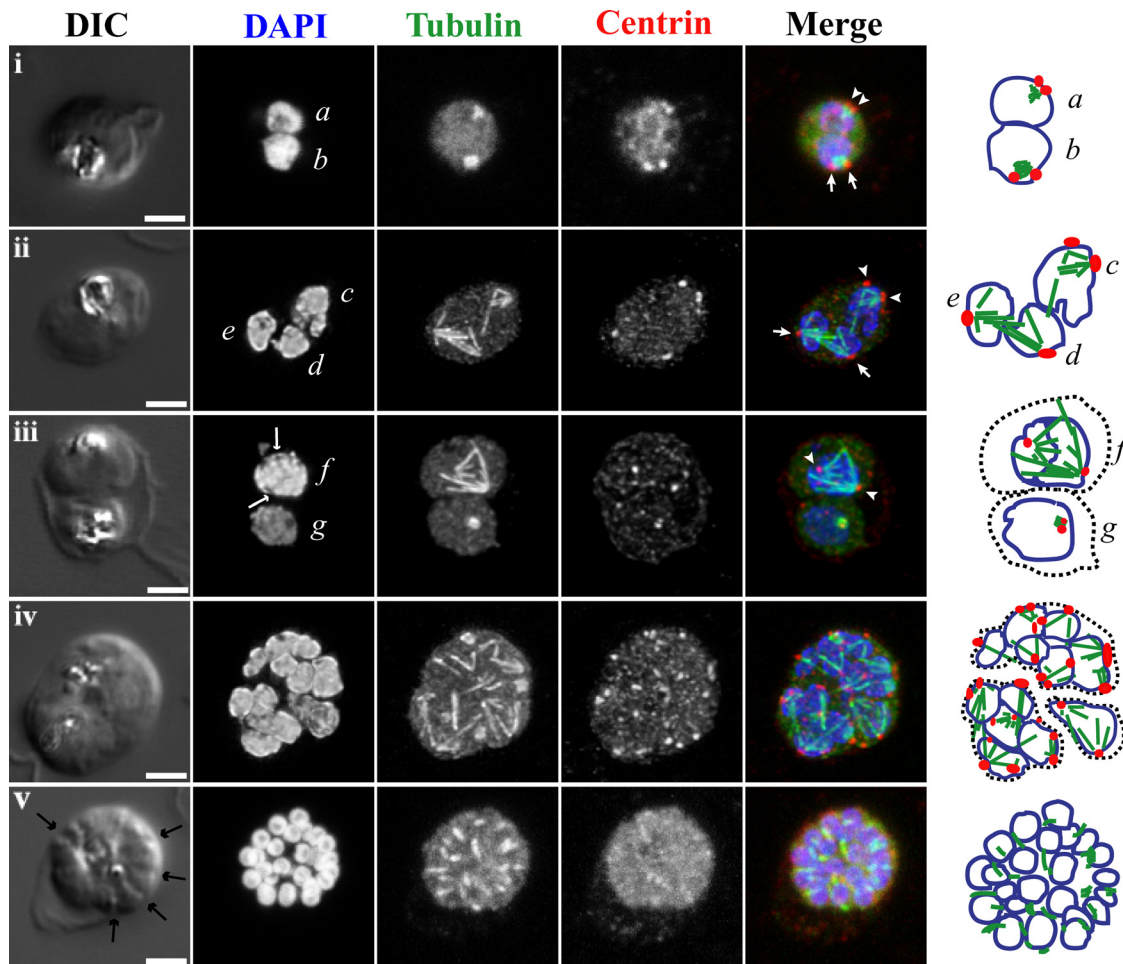 DIC DAPI Tubulin Centrin Merge
i a b a b
ii c d e c d e
iii f g f g
iv
v